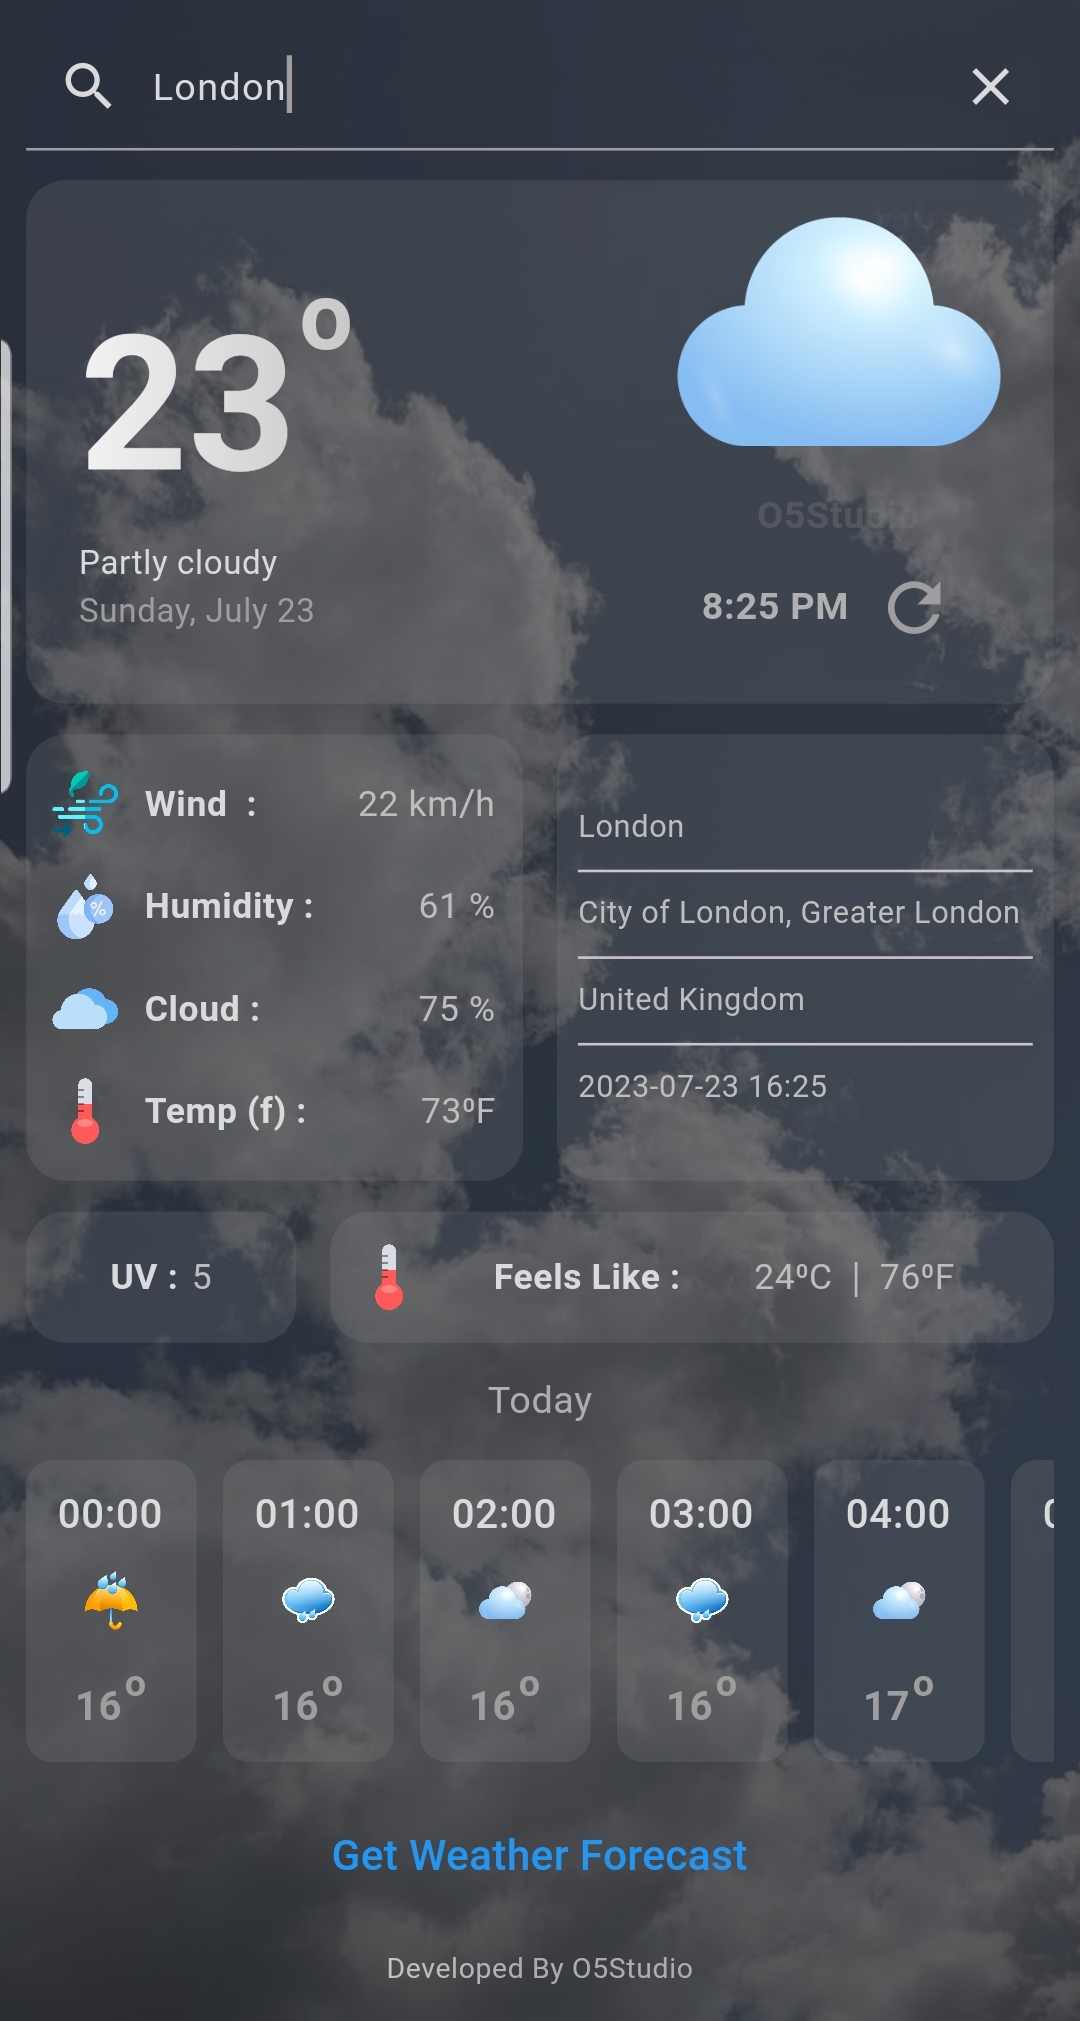 London
23°
O5Studio
Partly cloudy
Sunday, July 23
8:25 PM
Wind : 22 km/h
Humidity : 61 %
Cloud : 75 %
Temp (f) : 73ºF
London
City of London, Greater London
United Kingdom
2023-07-23 16:25
UV : 5
Feels Like : 24ºC | 76ºF
Today
00:00 01:00 02:00 03:00 04:00
16° 16° 16° 16° 17°
Get Weather Forecast
Developed By O5Studio